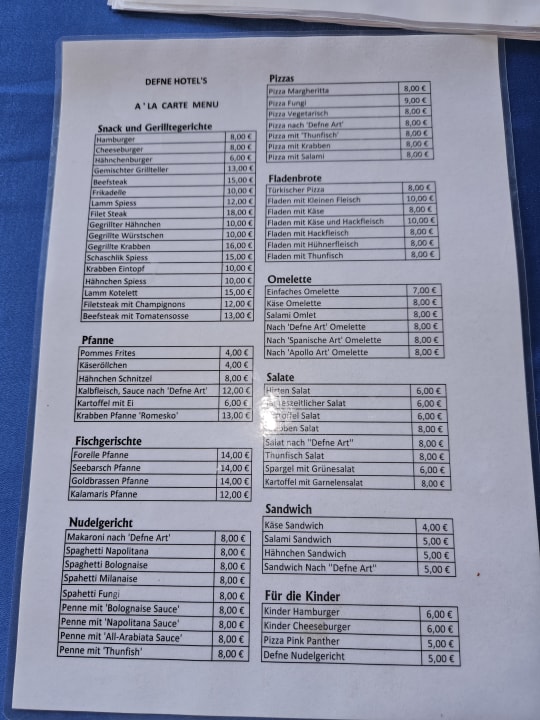 DEFNE HOTEL'S
A ' LA CARTE MENU
Snack und Gerilltegerichte
Hamburger 8,00 €
Cheeseburger 8,00 €
Hähnchenburger 6,00 €
Gemischter Grillteller 13,00 €
Beefsteak 15,00 €
Frikadelle 10,00 €
Lamm Spiess 12,00 €
Filet Steak 18,00 €
Gegrillter Hähnchen 10,00 €
Gegrillte Würstschen 10,00 €
Gegrillte Krabben 16,00 €
Schaschlik Spiess 15,00 €
Krabben Eintopf 10,00 €
Hähnchen Spiess 10,00 €
Lamm Kotelett 15,00 €
Filetsteak mit Champignons 12,00 €
Beefsteak mit Tomatensosse 13,00 €
Pfanne
Pommes Frites 4,00 €
Käseröllchen 4,00 €
Hähnchen Schnitzel 8,00 €
Kalbfleisch, Sauce nach 'Defne Art' 12,00 €
Kartoffel mit Ei 6,00 €
Krabben Pfanne 'Romesko' 13,00 €
Fischgerischte
Forelle Pfanne 14,00 €
Seebarsch Pfanne 14,00 €
Goldbrassen Pfanne 14,00 €
Kalamaris Pfanne 12,00 €
Nudelgericht
Makaroni nach 'Defne Art' 8,00 €
Spaghetti Napolitana 8,00 €
Spaghetti Bolognaise 8,00 €
Spahetti Milanaise 8,00 €
Spahetti Fungi 8,00 €
Penne mit 'Bolognaise Sauce' 8,00 €
Penne mit 'Napolitana Sauce' 8,00 €
Penne mit 'All-Arabiata Sauce' 8,00 €
Penne mit 'Thunfish' 8,00 €
Pizzas
Pizza Margheritta 8,00 €
Pizza Fungi 9,00 €
Pizza Vegetarisch 8,00 €
Pizza nach 'Defne Art' 8,00 €
Pizza mit 'Thunfisch' 8,00 €
Pizza mit Krabben 8,00 €
Pizza mit Salami 8,00 €
Fladenbrote
Türkischer Pizza 8,00 €
Fladen mit Kleinen Fleisch 10,00 €
Fladen mit Käse 8,00 €
Fladen mit Käse und Hackfleisch 10,00 €
Fladen mit Hackfleisch 8,00 €
Fladen mit Hühnerfleisch 8,00 €
Fladen mit Thunfisch 8,00 €
Omelette
Einfaches Omelette 7,00 €
Käse Omelette 8,00 €
Salami Omlet 8,00 €
Nach 'Defne Art' Omelette 8,00 €
Nach 'Spanische Art' Omelette 8,00 €
Nach 'Apollo Art' Omelette 8,00 €
Salate
Hirten Salat 6,00 €
Salat 6,00 €
Salat 6,00 €
Salat 8,00 €
Salat nach "Defne Art" 8,00 €
Thunfisch Salat 8,00 €
Spargel mit Grünesalat 6,00 €
Kartoffel mit Garnelensalat 8,00 €
Sandwich
Käse Sandwich 4,00 €
Salami Sandwich 5,00 €
Hähnchen Sandwich 5,00 €
Sandwich Nach "Defne Art" 5,00 €
Für die Kinder
Kinder Hamburger 6,00 €
Kinder Cheeseburger 6,00 €
Pizza Pink Panther 5,00 €
Defne Nudelgericht 5,00 €